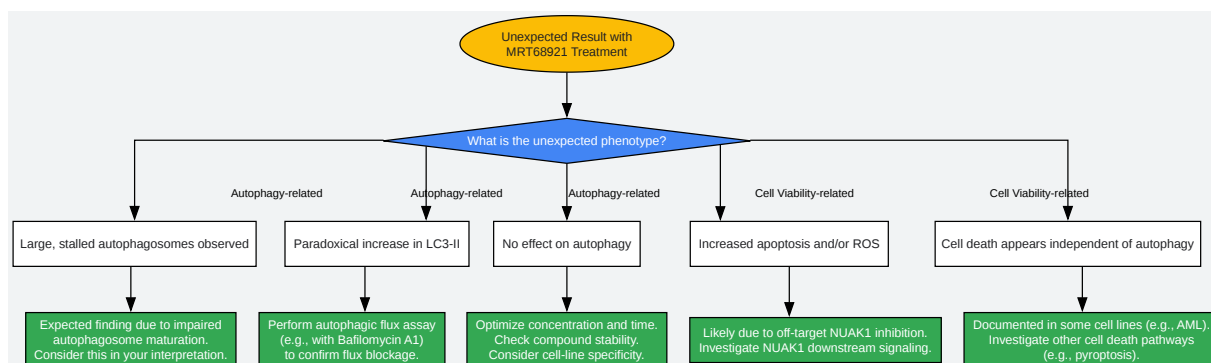 Unexpected Result with
MRT68921 Treatment
What is the unexpected phenotype?
Autophagy-related
Autophagy-related
Autophagy-related
Cell Viability-related
Cell Viability-related
Large, stalled autophagosomes observed
Paradoxical increase in LC3-II
No effect on autophagy
Increased apoptosis and/or ROS
Cell death appears independent of autophagy
Expected finding due to impaired
autophagosome maturation.
Consider this in your interpretation.
Perform autophagic flux assay
(e.g., with Bafilomycin A1)
to confirm flux blockage.
Optimize concentration and time.
Check compound stability.
Consider cell-line specificity.
Likely due to off-target NUAK1 inhibition.
Investigate NUAK1 downstream signaling.
Documented in some cell lines (e.g., AML).
Investigate other cell death pathways
(e.g., pyroptosis).